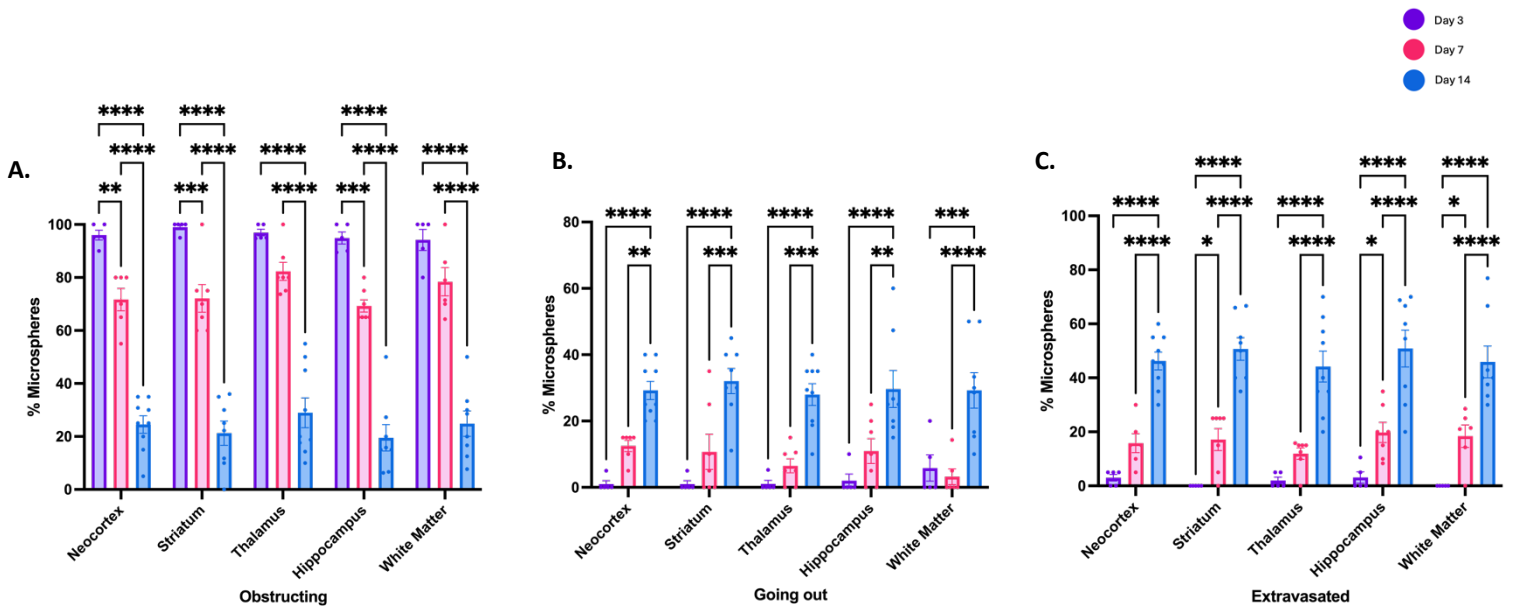 Day 3
Day 7
Day 14
A.
**** **** **** ****
**** **** **** **** ****
** *** **** *** ****
% Microspheres
100
80
60
40
20
0
Neocortex
Striatum
Thalamus
Hippocampus
White Matter
Obstructing
B.
**** **** **** **** ***
** *** *** ** ****
% Microspheres
80
60
40
20
0
Neocortex
Striatum
Thalamus
Hippocampus
White Matter
Going out
C.
**** **** ****
**** **** **** **** *
**** * **** * ****
% Microspheres
100
80
60
40
20
0
Neocortex
Striatum
Thalamus
Hippocampus
White Matter
Extravasated